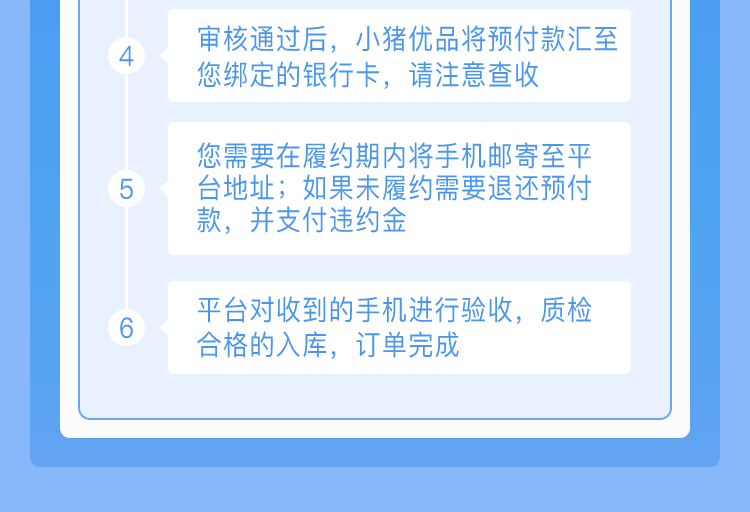 4
审核通过后，小猪优品将预付款汇至
您绑定的银行卡，请注意查收
5
您需要在履约期内将手机邮寄至平
台地址；如果未履约需要退还预付
款，并支付违约金
6
平台对收到的手机进行验收，质检
合格的入库，订单完成